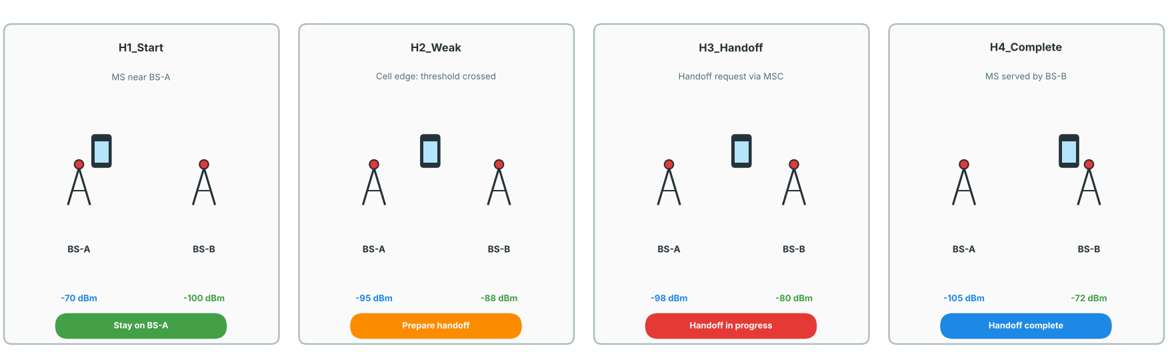 H1_Start
MS near BS-A
BS-A
BS-B
-70 dBm
-100 dBm
Stay on BS-A
H2_Weak
Cell edge: threshold crossed
BS-A
BS-B
-95 dBm
-88 dBm
Prepare handoff
H3_Handoff
Handoff request via MSC
BS-A
BS-B
-98 dBm
-80 dBm
Handoff in progress
H4_Complete
MS served by BS-B
BS-A
BS-B
-105 dBm
-72 dBm
Handoff complete